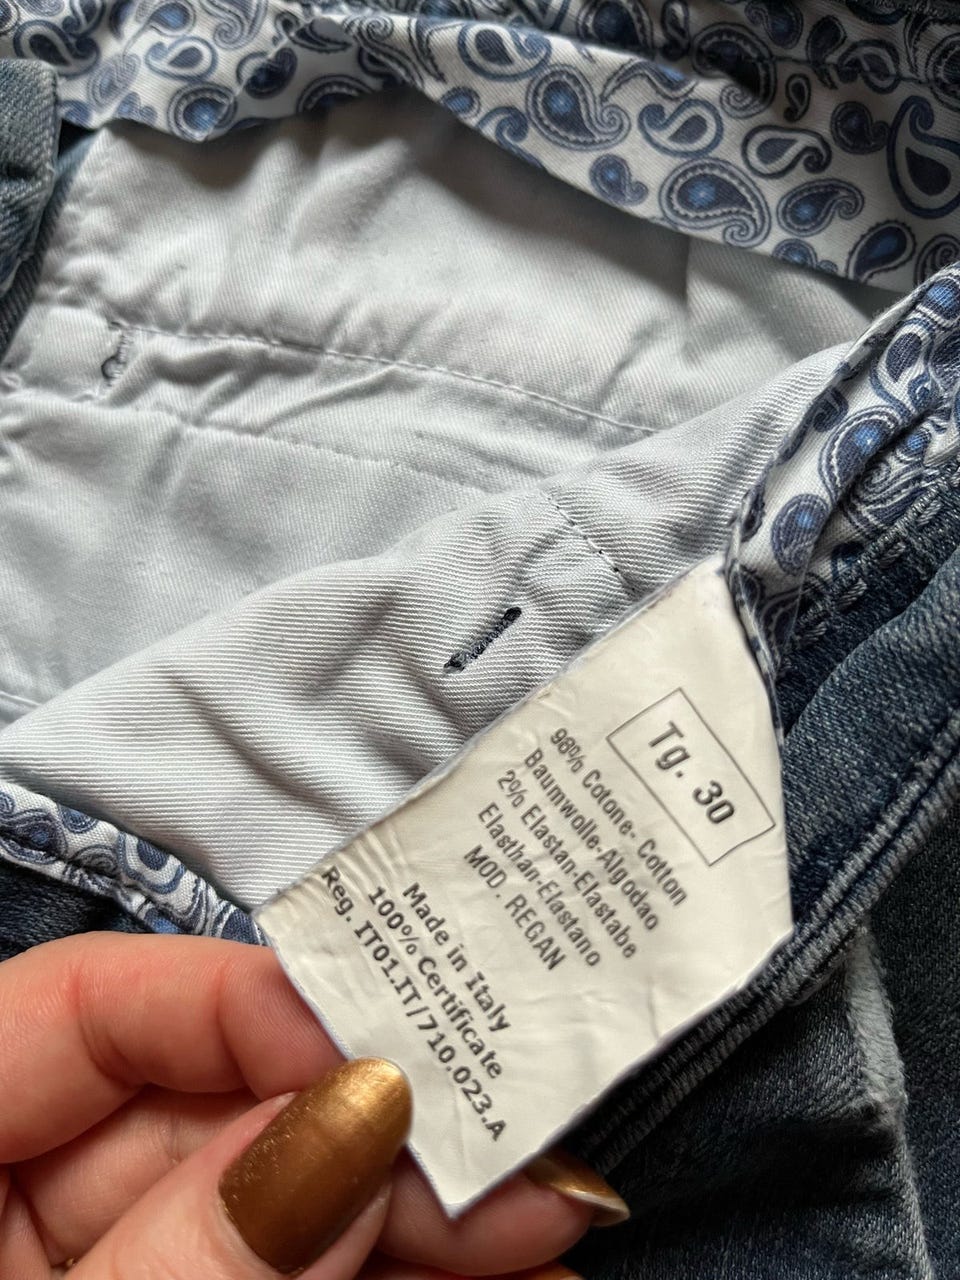 Tg. 30
98% Cotone- Cotton
Baumwolle-Algodao
2% Elastan-Elastabe
Elasthan-Elastano
MOD. REGAN
Made in Italy
100% Certificate
Reg. IT01.IT/710.023.A